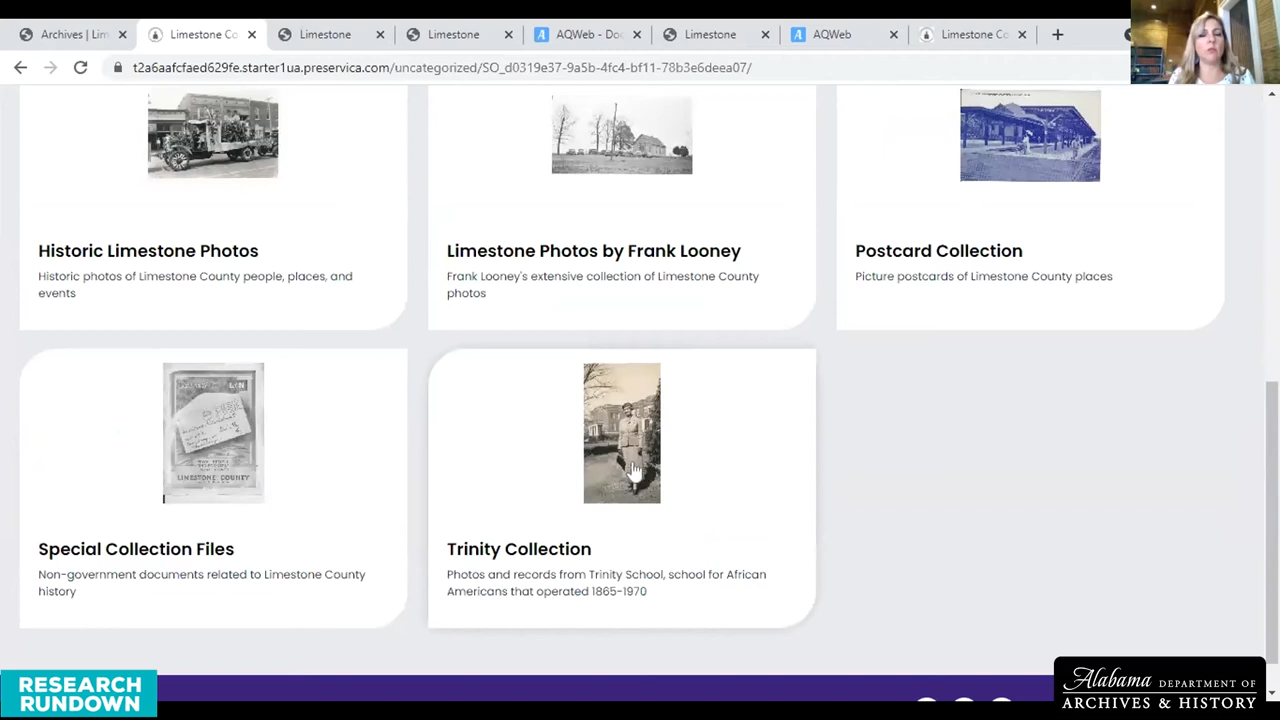 Archives | Lim
Limestone Co
Limestone
Limestone
AQWeb - Do
Limestone
AQWeb
Limestone Co
t2a6aafcfaed629fe.starter1ua.preservica.com/uncategorized/SO_d0319e37-9a5b-4fc4-bf11-78b3e6deea07/
Historic Limestone Photos
Historic photos of Limestone County people, places, and
events
Limestone Photos by Frank Looney
Frank Looney's extensive collection of Limestone County
photos
Postcard Collection
Picture postcards of Limestone County places
LIMESTONE COUNTY
Special Collection Files
Non-government documents related to Limestone County
history
Trinity Collection
Photos and records from Trinity School, school for African
Americans that operated 1865-1970
RESEARCH
RUNDOWN
Alabama DEPARTMENT OF
ARCHIVES & HISTORY